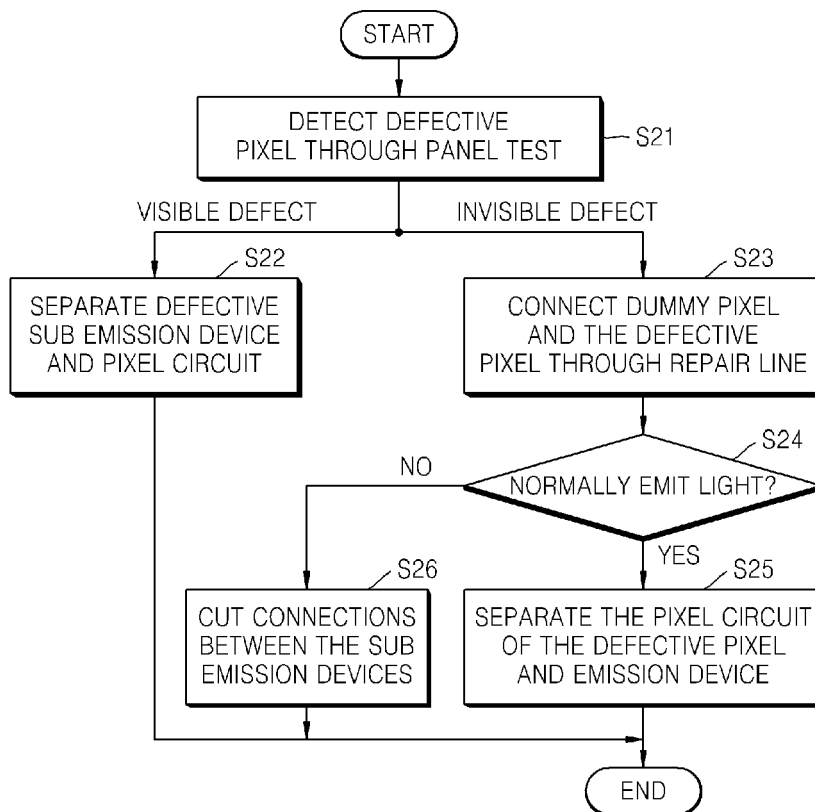 START
DETECT DEFECTIVE
PIXEL THROUGH PANEL TEST
S21
VISIBLE DEFECT
INVISIBLE DEFECT
S22
SEPARATE DEFECTIVE
SUB EMISSION DEVICE
AND PIXEL CIRCUIT
S23
CONNECT DUMMY PIXEL
AND THE DEFECTIVE
PIXEL THROUGH REPAIR LINE
S24
NORMALLY EMIT LIGHT?
NO
YES
S26
CUT CONNECTIONS
BETWEEN THE SUB
EMISSION DEVICES
S25
SEPARATE THE PIXEL CIRCUIT
OF THE DEFECTIVE PIXEL
AND EMISSION DEVICE
END